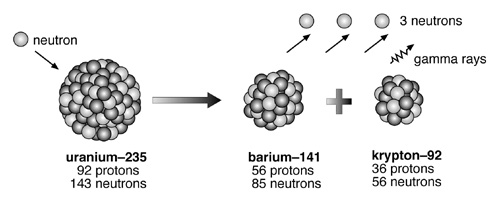 neutron
3 neutrons
gamma rays
uranium–235
92 protons
143 neutrons
barium–141
56 protons
85 neutrons
krypton–92
36 protons
56 neutrons